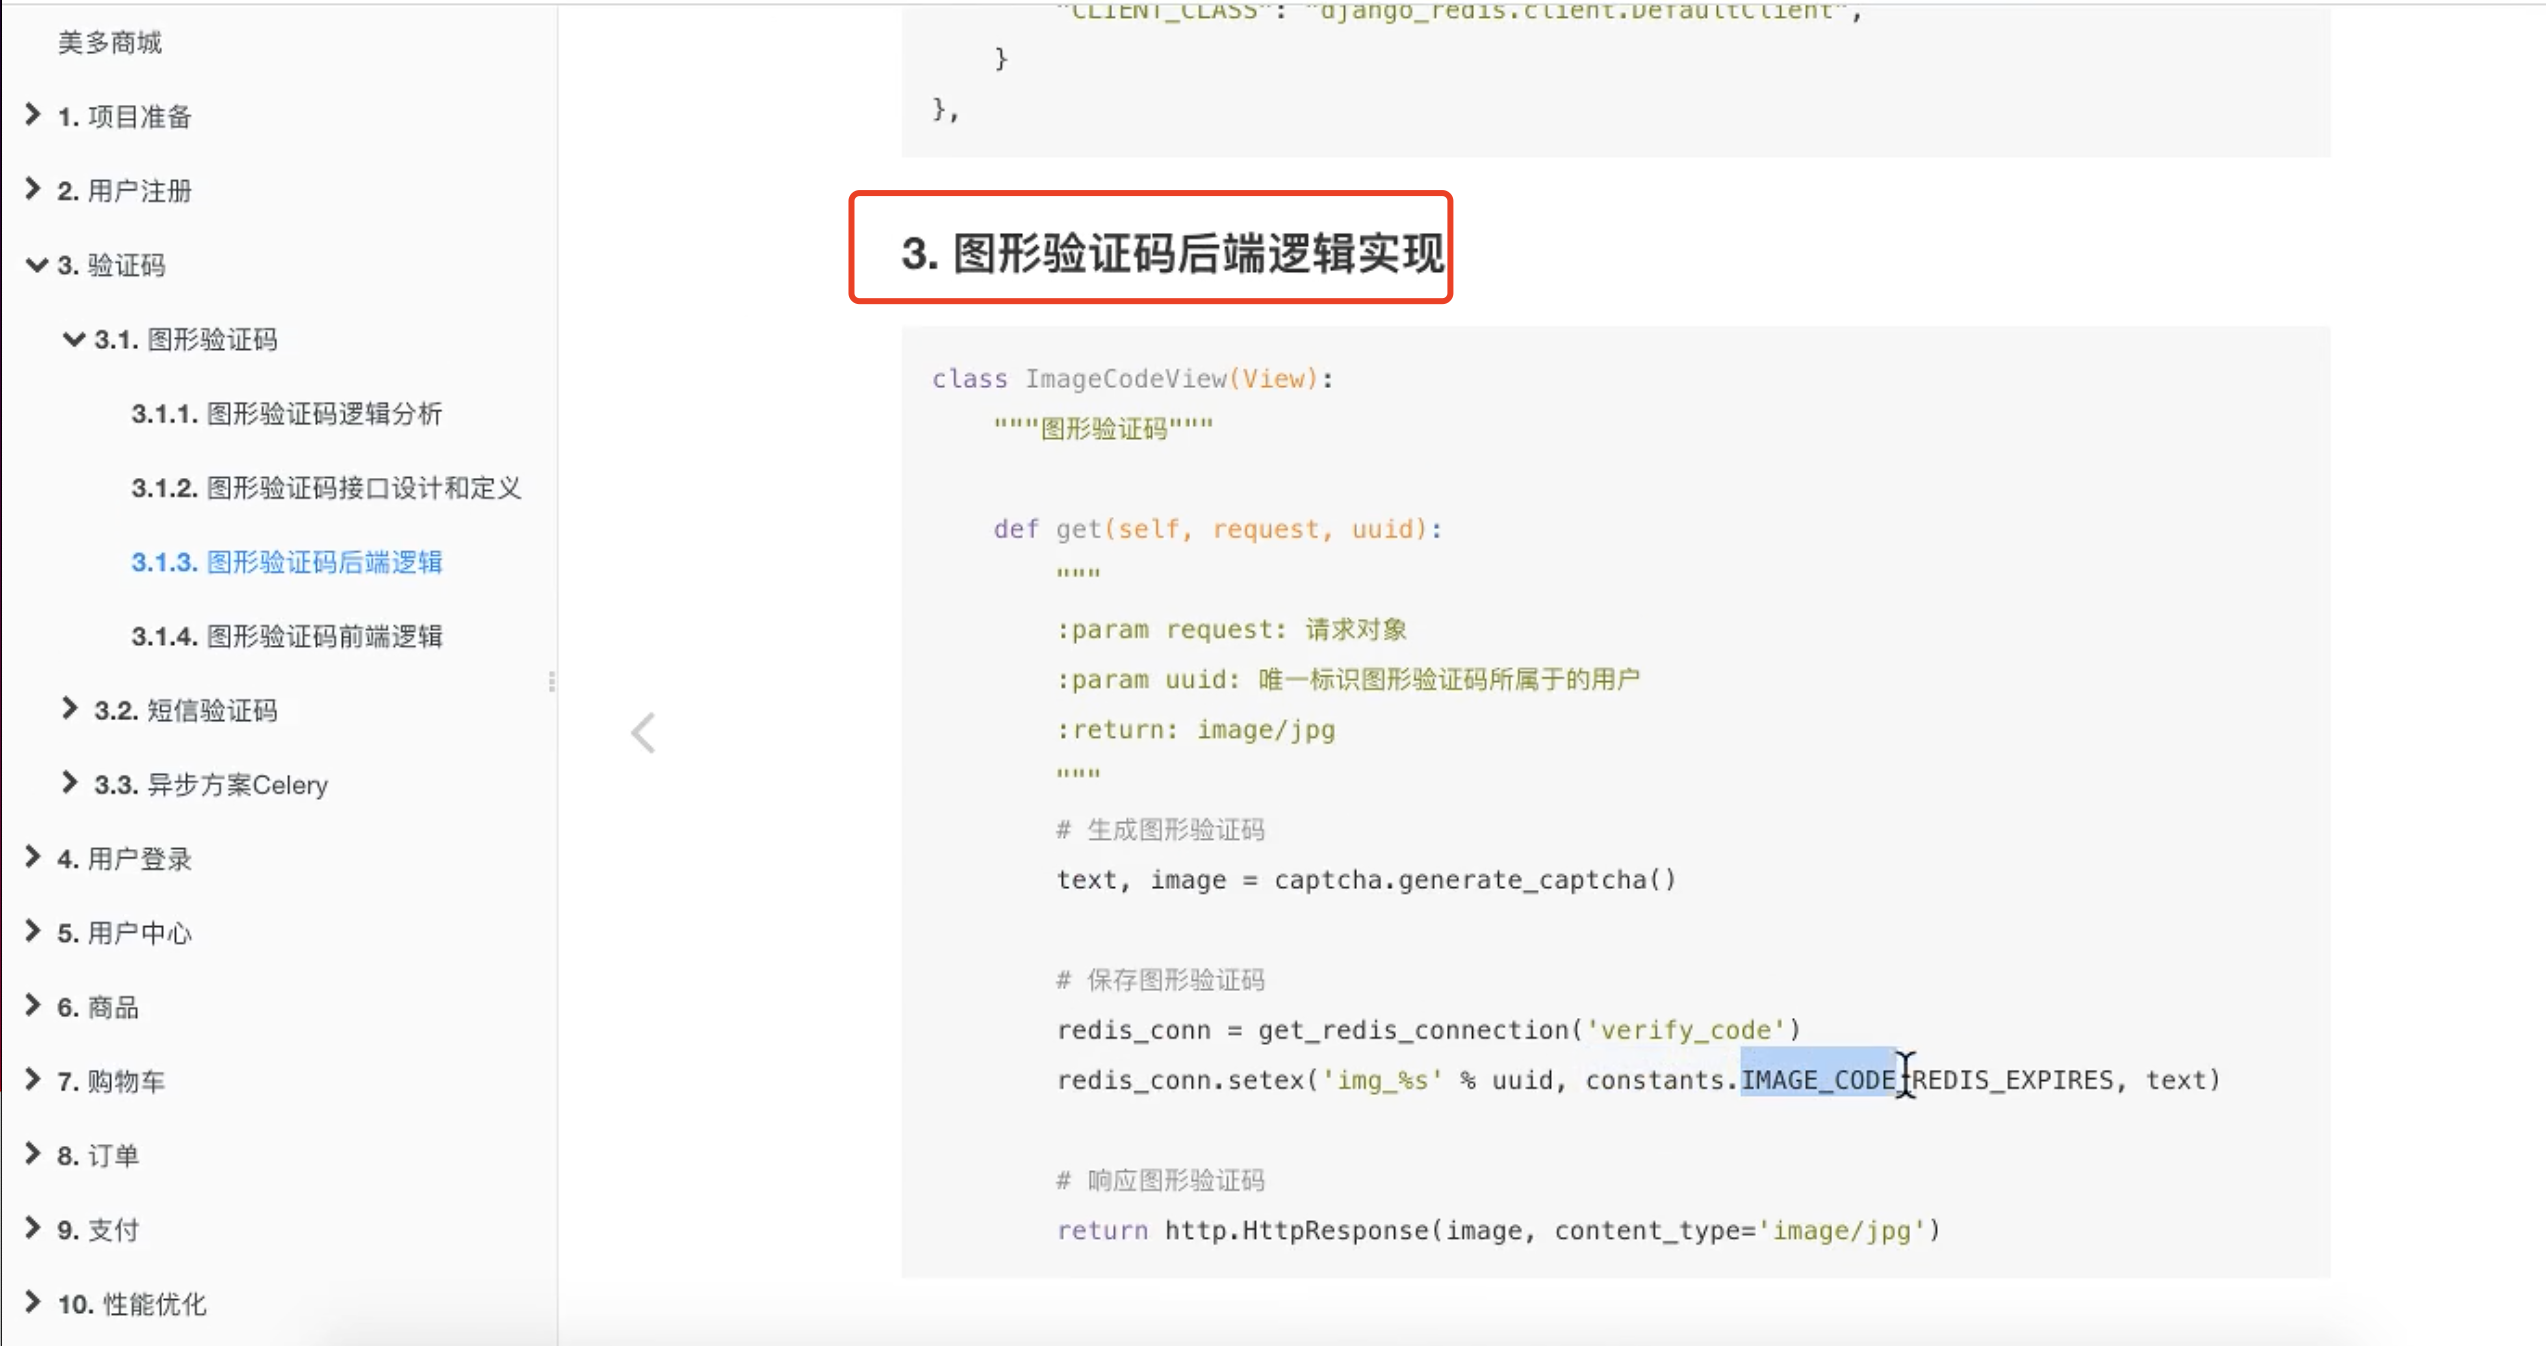 美多商城
1. 项目准备
2. 用户注册
3. 验证码
3.1. 图形验证码
3.1.1. 图形验证码逻辑分析
3.1.2. 图形验证码接口设计和定义
3.1.3. 图形验证码后端逻辑
3.1.4. 图形验证码前端逻辑
3.2. 短信验证码
3.3. 异步方案Celery
4. 用户登录
5. 用户中心
6. 商品
7. 购物车
8. 订单
9. 支付
10. 性能优化
"CLIENT_CLASS": "django_redis.client.DefaultClient",
}
},
3. 图形验证码后端逻辑实现
class ImageCodeView(View):
"""图形验证码"""
def get(self, request, uuid):
"""
:param request: 请求对象
:param uuid: 唯一标识图形验证码所属于的用户
:return: image/jpg
"""
# 生成图形验证码
text, image = captcha.generate_captcha()
# 保存图形验证码
redis_conn = get_redis_connection('verify_code')
redis_conn.setex('img_%s' % uuid, constants.IMAGE_CODE_REDIS_EXPIRES, text)
# 响应图形验证码
return http.HttpResponse(image, content_type='image/jpg')